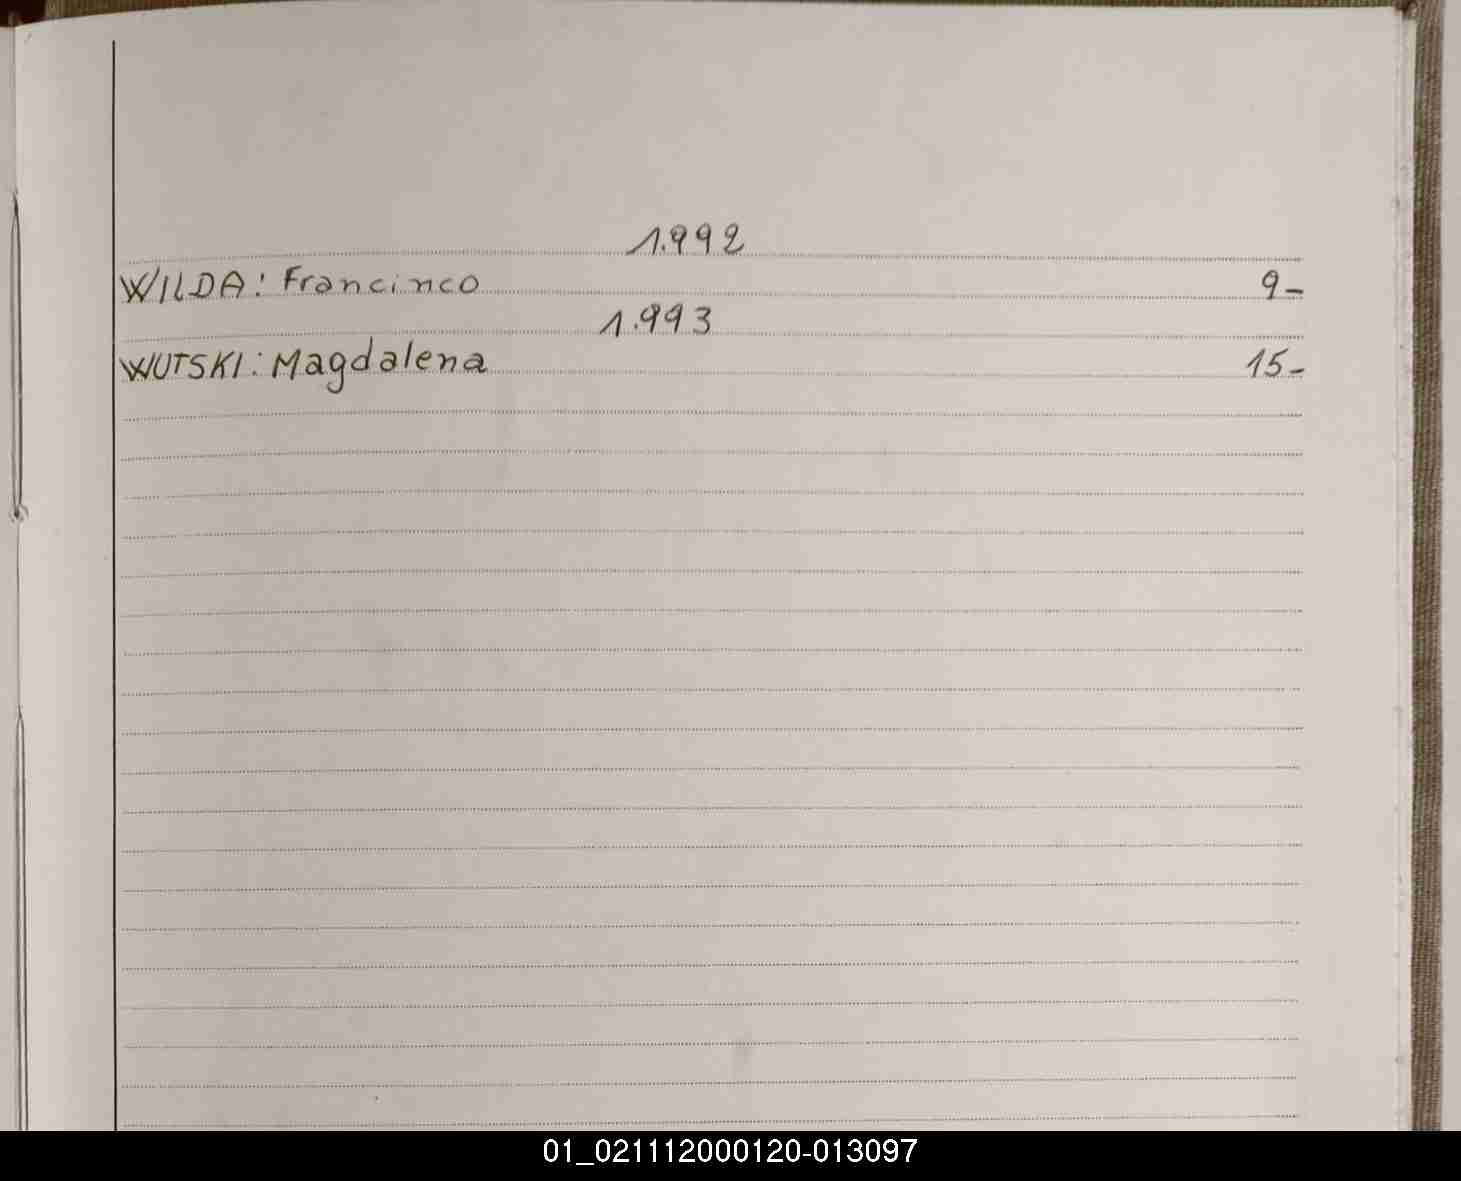 1.992
WILDA: Francinco 9-
1.993
WUTSKI: Magdalena 15-
01_021112000120-013097